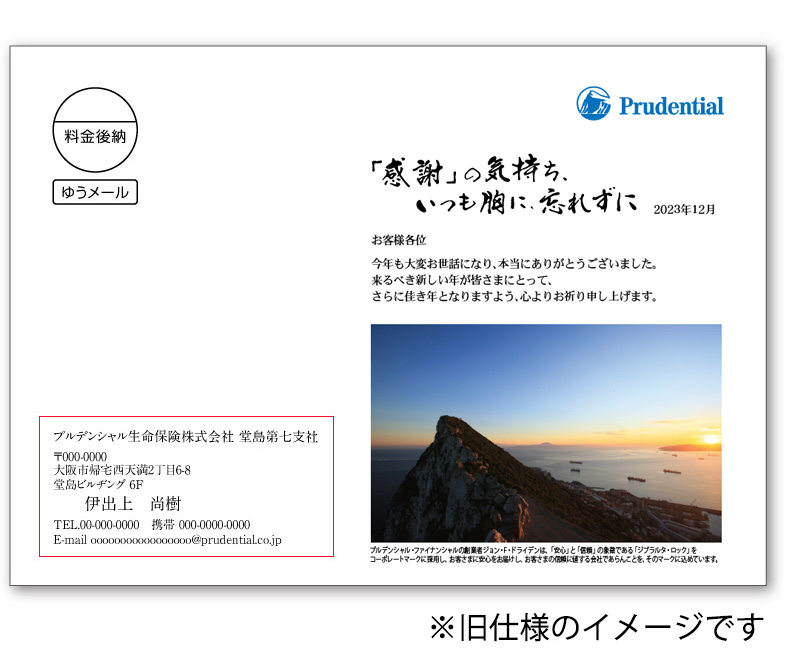 料金後納
ゆうメール
Prudential
「感謝」の気持ち、
いつも胸に、忘れずに
2023年12月
お客様各位
今年も大変お世話になり、本当にありがとうございました。
来るべき新しい年が皆さまにとって、
さらに佳き年となりますよう、心よりお祈り申し上げます。
プルデンシャル・ファイナンシャルの創業者ジョン・F・ドライデンは、「安心」と「信頼」の象徴である「ジブラルタ・ロック」を
コーポレートマークに採用し、お客さまに安心をお届けし、お客さまの信頼に値する会社であらんことを、そのマークに込めています。
プルデンシャル生命保険株式会社 堂島第七支社
〒000-0000
大阪市帰宅西天満2丁目6-8
堂島ビルヂング 6F
伊出上　尚樹
TEL.00-000-0000　携帯 000-0000-0000
E-mail ooooooooooooooooo@prudential.co.jp
※旧仕様のイメージです